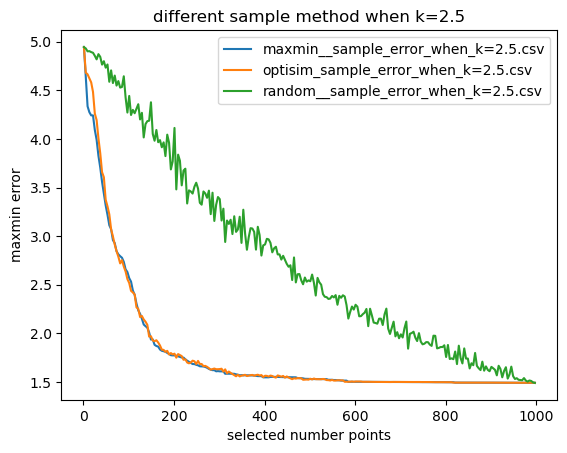 different sample method when k=2.5
maxmin__sample_error_when_k=2.5.csv
optisim_sample_error_when_k=2.5.csv
random__sample_error_when_k=2.5.csv
maxmin error
5.0
4.5
4.0
3.5
3.0
2.5
2.0
1.5
0 200 400 600 800 1000
selected number points